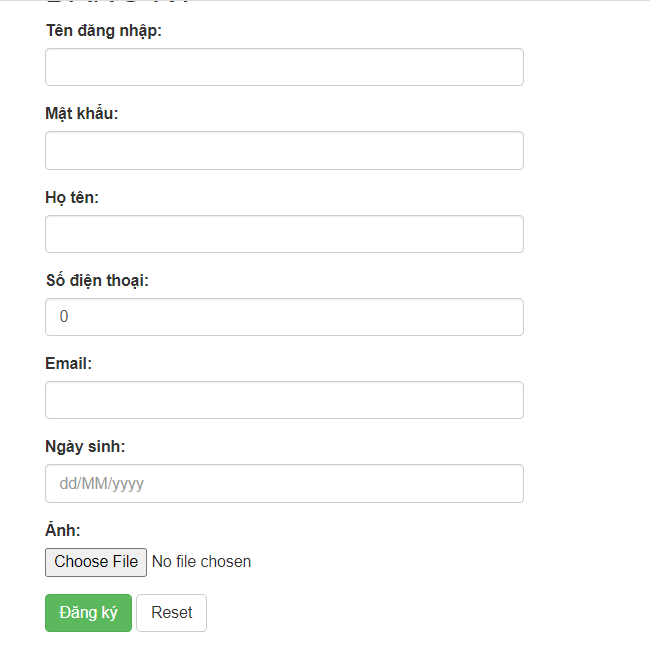 Tên đăng nhập:
Mật khẩu:
Họ tên:
Số điện thoại:
0
Email:
Ngày sinh:
dd/MM/yyyy
Ảnh:
Choose File No file chosen
Đăng ký Reset